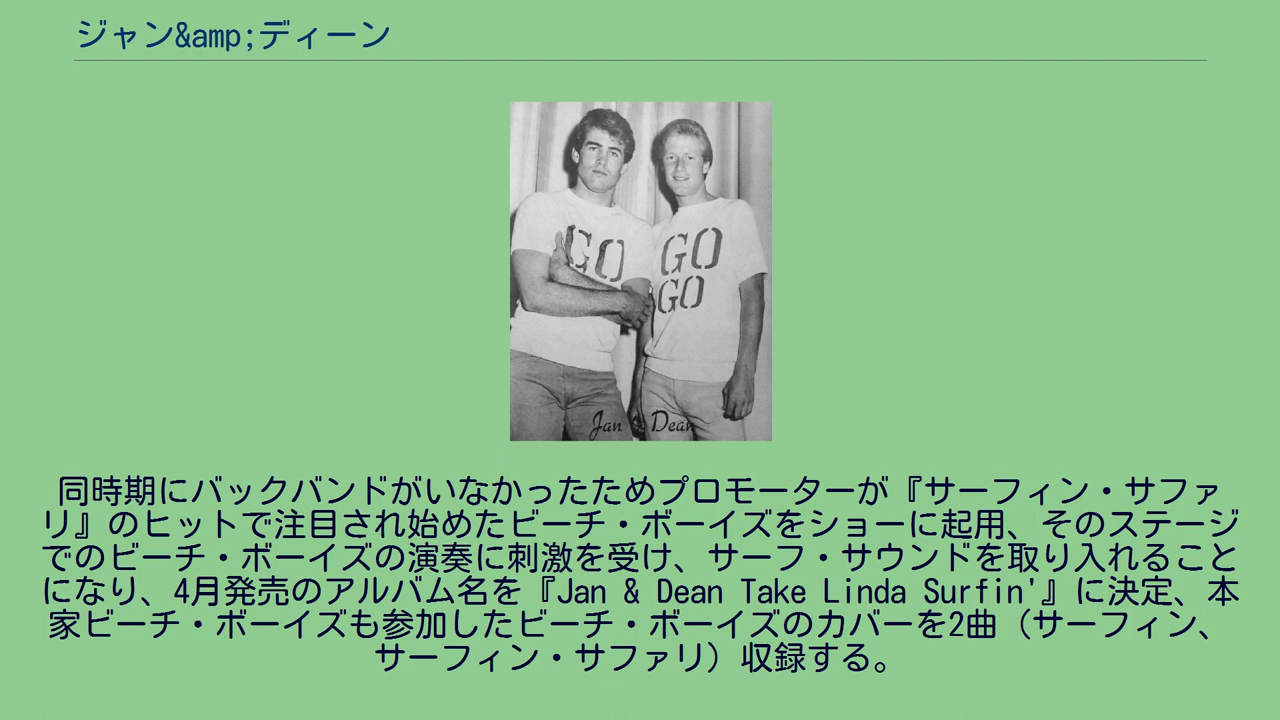 ジャン&amp;ディーン
GO
GO
GO
Jan & Dean
同時期にバックバンドがいなかったためプロモーターが『サーフィン・サファ
リ』のヒットで注目され始めたビーチ・ボーイズをショーに起用、そのステージ
でのビーチ・ボーイズの演奏に刺激を受け、サーフ・サウンドを取り入れること
になり、4月発売のアルバム名を『Jan & Dean Take Linda Surfin'』に決定、本
家ビーチ・ボーイズも参加したビーチ・ボーイズのカバーを2曲（サーフィン、
サーフィン・サファリ）収録する。